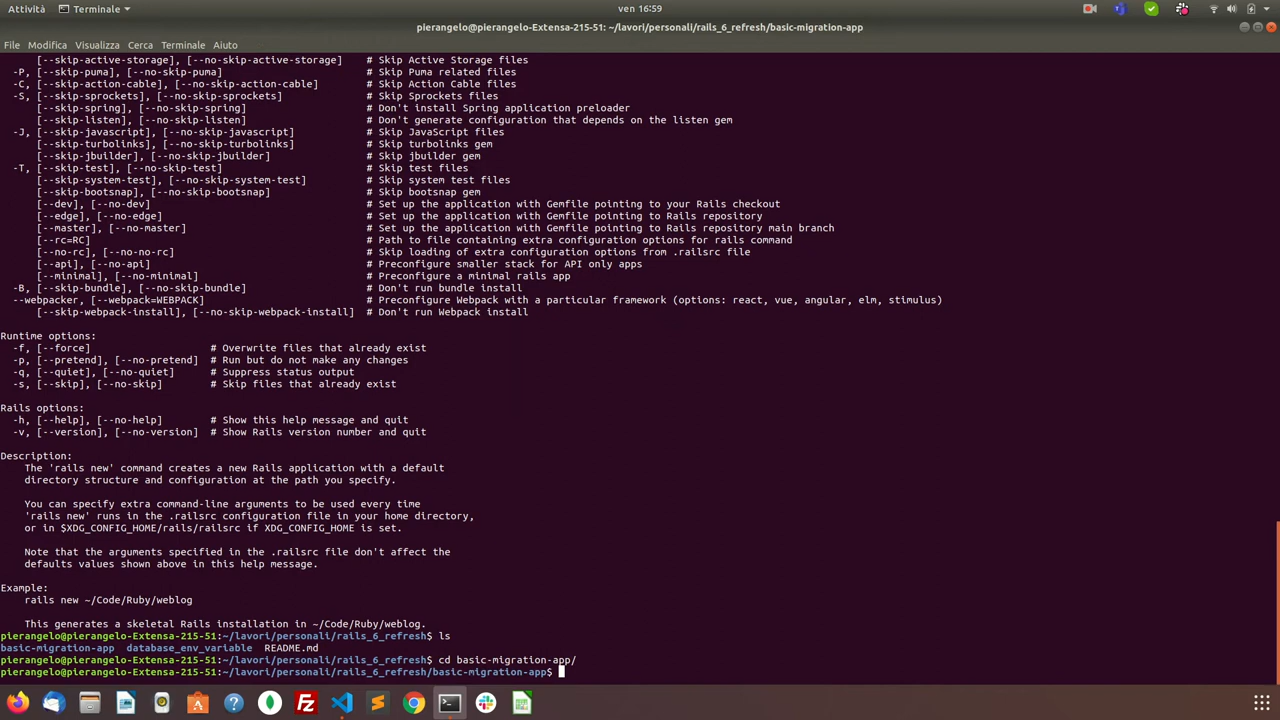 Attività Terminale ven 16:59
pierangelo@pierangelo-Extensa-215-51: ~/lavori/personali/rails_6_refresh/basic-migration-app
File Modifica Visualizza Cerca Terminale Aiuto
[--skip-active-storage], [--no-skip-active-storage] # Skip Active Storage files
-P, [--skip-puma], [--no-skip-puma] # Skip Puma related files
-C, [--skip-action-cable], [--no-skip-action-cable] # Skip Action Cable files
-S, [--skip-sprockets], [--no-skip-sprockets] # Skip Sprockets files
[--skip-spring], [--no-skip-spring] # Don't install Spring application preloader
[--skip-listen], [--no-skip-listen] # Don't generate configuration that depends on the listen gem
-J, [--skip-javascript], [--no-skip-javascript] # Skip JavaScript files
[--skip-turbolinks], [--no-skip-turbolinks] # Skip turbolinks gem
[--skip-jbuilder], [--no-skip-jbuilder] # Skip jbuilder gem
-T, [--skip-test], [--no-skip-test] # Skip test files
[--skip-system-test], [--no-skip-system-test] # Skip system test files
[--skip-bootsnap], [--no-skip-bootsnap] # Skip bootsnap gem
[--dev], [--no-dev] # Set up the application with Gemfile pointing to your Rails checkout
[--edge], [--no-edge] # Set up the application with Gemfile pointing to Rails repository
[--master], [--no-master] # Set up the application with Gemfile pointing to Rails repository main branch
[--rc=RC] # Path to file containing extra configuration options for rails command
[--no-rc], [--no-no-rc] # Skip loading of extra configuration options from .railsrc file
[--api], [--no-api] # Preconfigure smaller stack for API only apps
[--minimal], [--no-minimal] # Preconfigure a minimal rails app
-B, [--skip-bundle], [--no-skip-bundle] # Don't run bundle install
--webpacker, [--webpack=WEBPACK] # Preconfigure Webpack with a particular framework (options: react, vue, angular, elm, stimulus)
[--skip-webpack-install], [--no-skip-webpack-install] # Don't run Webpack install
Runtime options:
-f, [--force] # Overwrite files that already exist
-p, [--pretend], [--no-pretend] # Run but do not make any changes
-q, [--quiet], [--no-quiet] # Suppress status output
-s, [--skip], [--no-skip] # Skip files that already exist
Rails options:
-h, [--help], [--no-help] # Show this help message and quit
-v, [--version], [--no-version] # Show Rails version number and quit
Description:
The 'rails new' command creates a new Rails application with a default
directory structure and configuration at the path you specify.
You can specify extra command-line arguments to be used every time
'rails new' runs in the .railsrc configuration file in your home directory,
or in $XDG_CONFIG_HOME/rails/railsrc if XDG_CONFIG_HOME is set.
Note that the arguments specified in the .railsrc file don't affect the
defaults values shown above in this help message.
Example:
rails new ~/Code/Ruby/weblog
This generates a skeletal Rails installation in ~/Code/Ruby/weblog.
pierangelo@pierangelo-Extensa-215-51:~/lavori/personali/rails_6_refresh$ ls
basic-migration-app database_env_variable README.md
pierangelo@pierangelo-Extensa-215-51:~/lavori/personali/rails_6_refresh$ cd basic-migration-app/
pierangelo@pierangelo-Extensa-215-51:~/lavori/personali/rails_6_refresh/basic-migration-app$